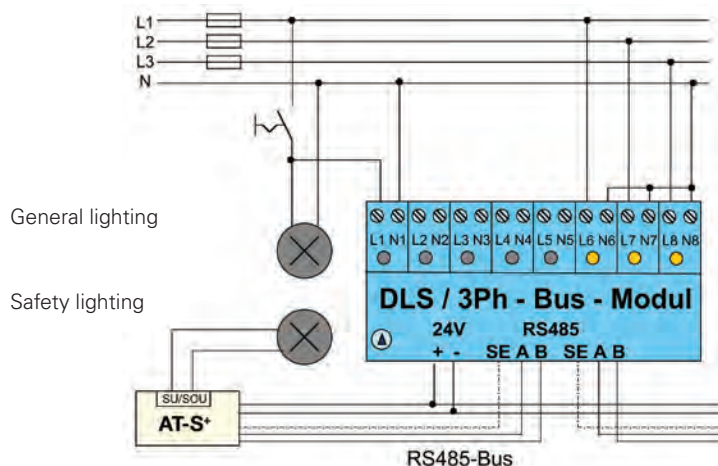 L1
L2
L3
N
General lighting
Safety lighting
L1 N1 L2 N2 L3 N3 L4 N4 L5 N5 L6 N6 L7 N7 L8 N8
DLS / 3Ph - Bus - Modul
24V RS485
+ - SE A B SE A B
SU/SOU
AT-S+
RS485-Bus